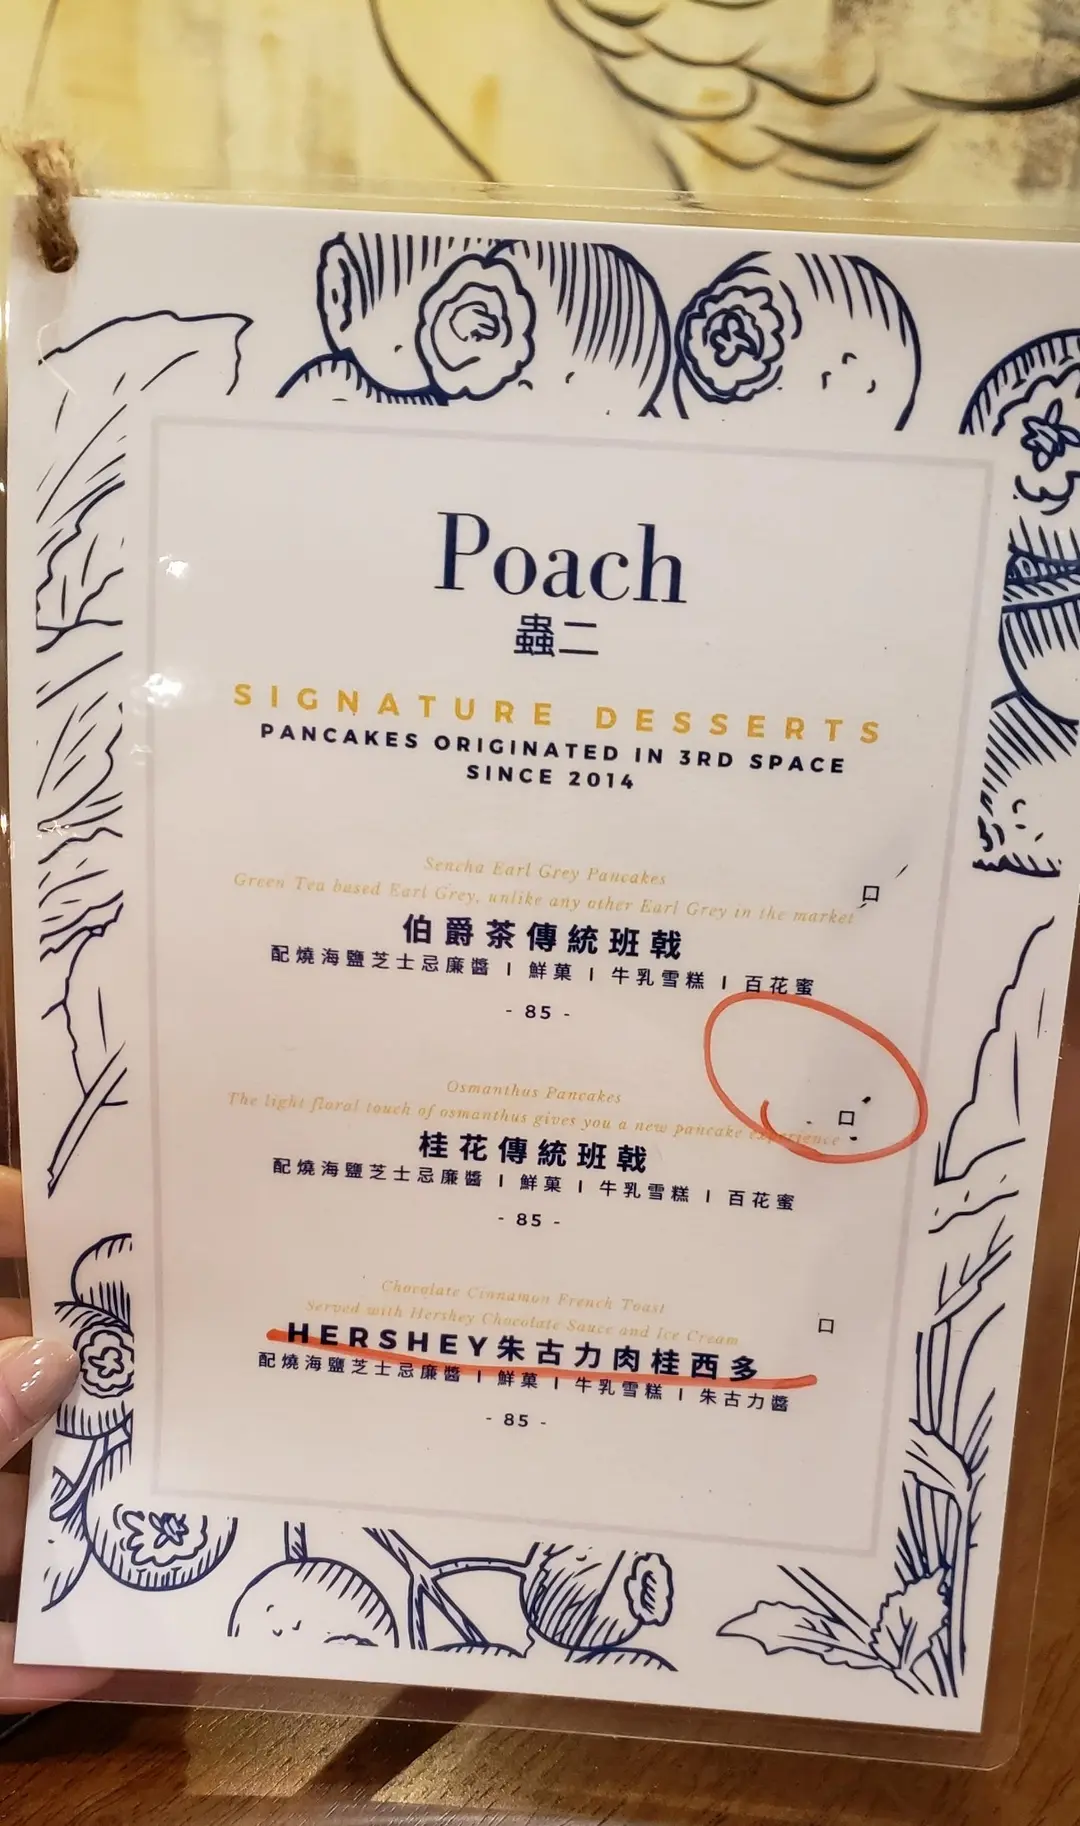 Poach
蟲二
SIGNATURE DESSERTS
PANCAKES ORIGINATED IN 3RD SPACE
SINCE 2014
Sencha Earl Grey Pancakes
Green Tea based Earl Grey, unlike any other Earl Grey in the market
伯爵茶傳統班戟
配燒海鹽芝士忌廉醬 | 鮮菓 | 牛乳雪糕 | 百花蜜
- 85 -
Osmanthus Pancakes
The light floral touch of osmanthus gives you a new pancake experience
桂花傳統班戟
配燒海鹽芝士忌廉醬 | 鮮菓 | 牛乳雪糕 | 百花蜜
- 85 -
Chocolate Cinnamon French Toast
Served with Hershey Chocolate Sauce and Ice Cream
HERSHEY朱古力肉桂西多
配燒海鹽芝士忌廉醬 | 鮮菓 | 牛乳雪糕 | 朱古力醬
- 85 -